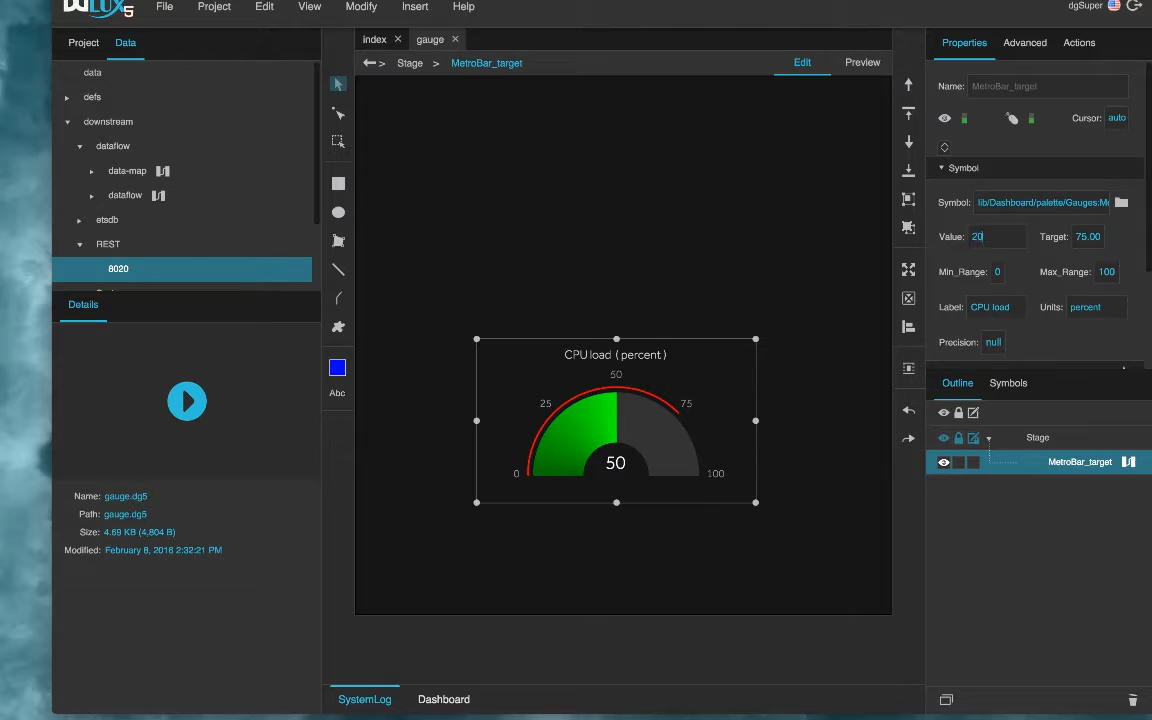 DGLUX5 File Project Edit View Modify Insert Help dgSuper
Project Data
data
defs
downstream
dataflow
data-map
dataflow
etsdb
REST
8020
Details
Name: gauge.dg5
Path: gauge.dg5
Size: 4.69 KB (4,804 B)
Modified: February 8, 2016 2:32:21 PM
index gauge
Stage > MetroBar_target Edit Preview
Abc
CPU load ( percent )
50
25 75
50
0 100
SystemLog Dashboard
Properties Advanced Actions
Name: MetroBar_target
Cursor: auto
Symbol
Symbol: lib/Dashboard/palette/Gauges:Me
Value: 20 Target: 75.00
Min_Range: 0 Max_Range: 100
Label: CPU load Units: percent
Precision: null
Outline Symbols
Stage
MetroBar_target